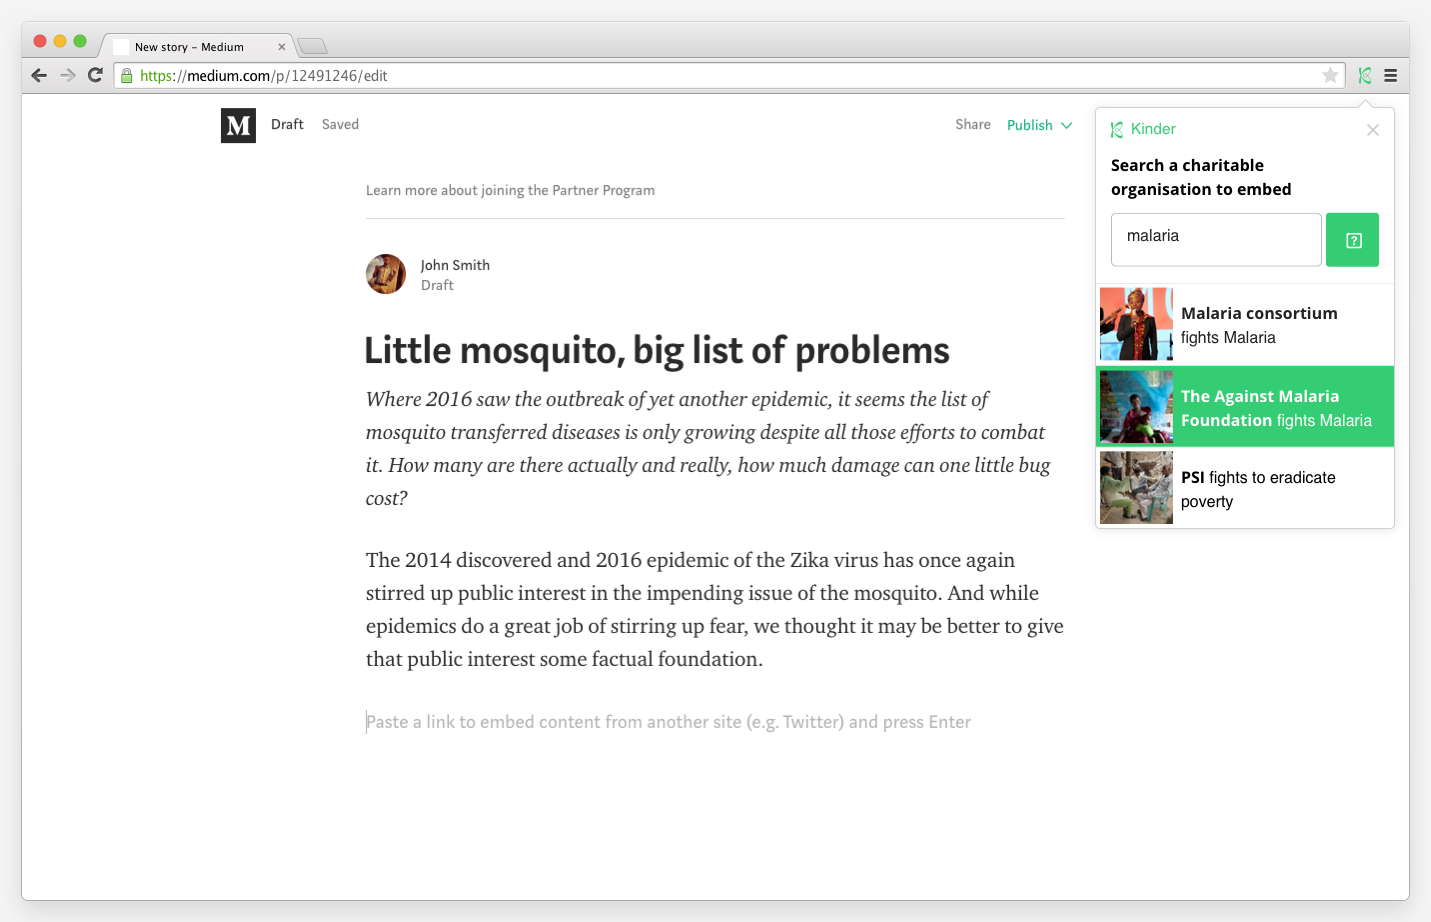 New story – Medium
https://medium.com/p/12491246/edit
M Draft Saved
Share Publish
Learn more about joining the Partner Program
John Smith
Draft
Little mosquito, big list of problems
Where 2016 saw the outbreak of yet another epidemic, it seems the list of
mosquito transferred diseases is only growing despite all those efforts to combat
it. How many are there actually and really, how much damage can one little bug
cost?
The 2014 discovered and 2016 epidemic of the Zika virus has once again
stirred up public interest in the impending issue of the mosquito. And while
epidemics do a great job of stirring up fear, we thought it may be better to give
that public interest some factual foundation.
Paste a link to embed content from another site (e.g. Twitter) and press Enter
Kinder
Search a charitable
organisation to embed
malaria
?
Malaria consortium
fights Malaria
The Against Malaria
Foundation fights Malaria
PSI fights to eradicate
poverty